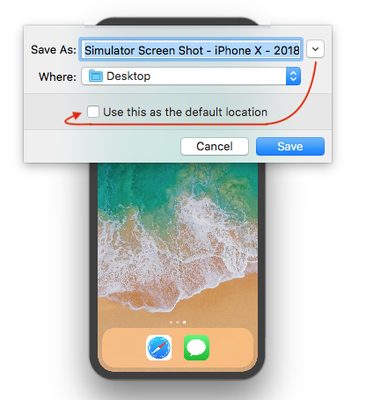 Save As: Simulator Screen Shot - iPhone X - 2018
Where: Desktop
Use this as the default location
Cancel Save